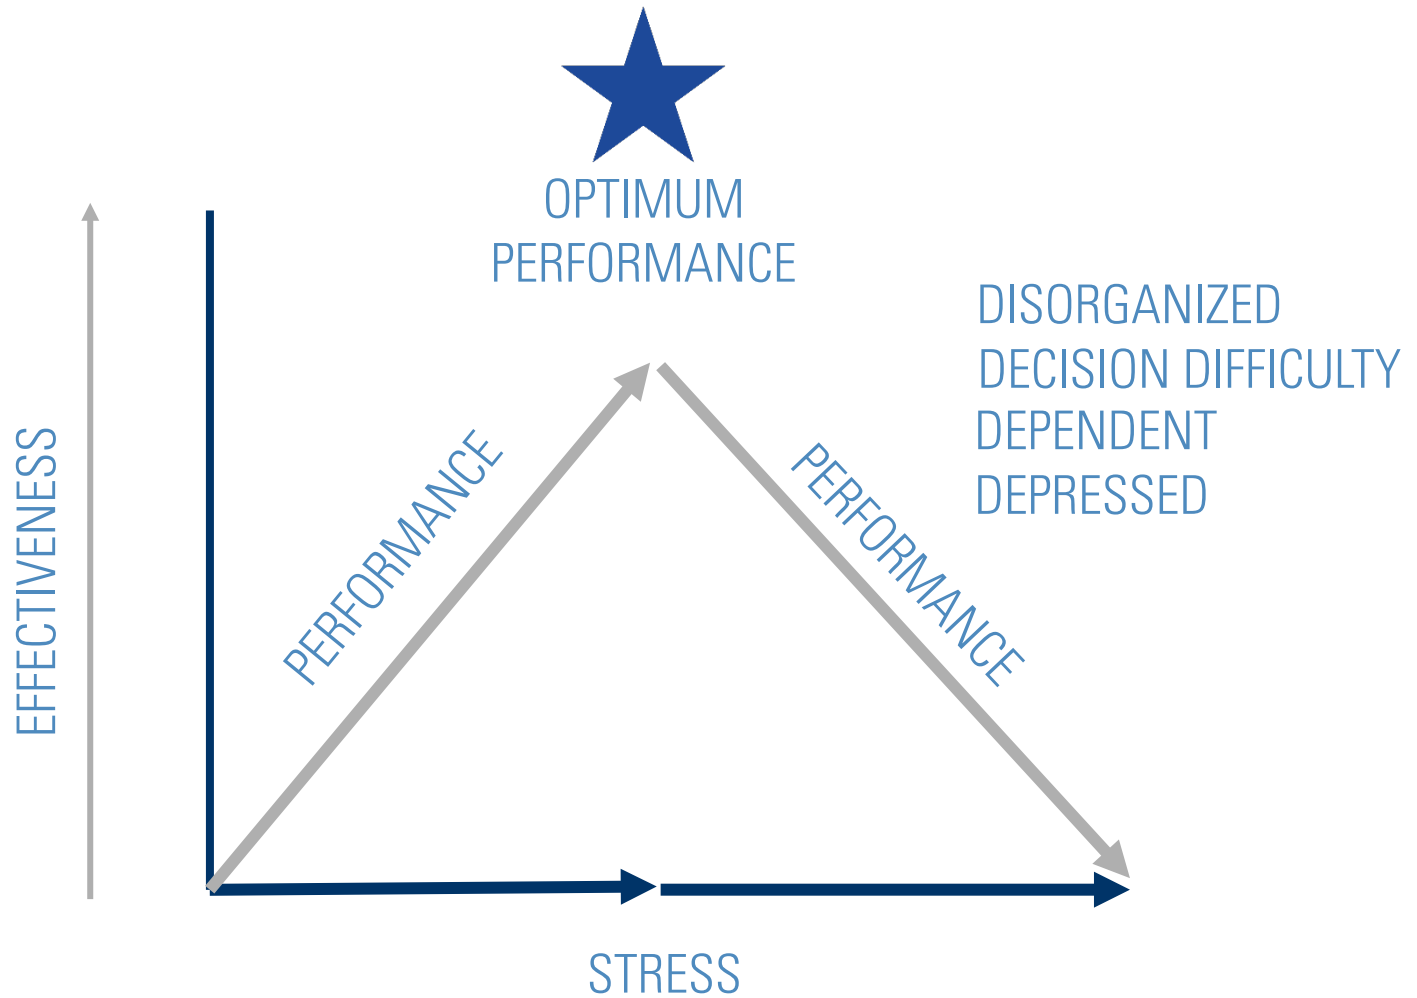 OPTIMUM
PERFORMANCE
DISORGANIZED
DECISION DIFFICULTY
DEPENDENT
DEPRESSED
EFFECTIVENESS
PERFORMANCE
PERFORMANCE
STRESS